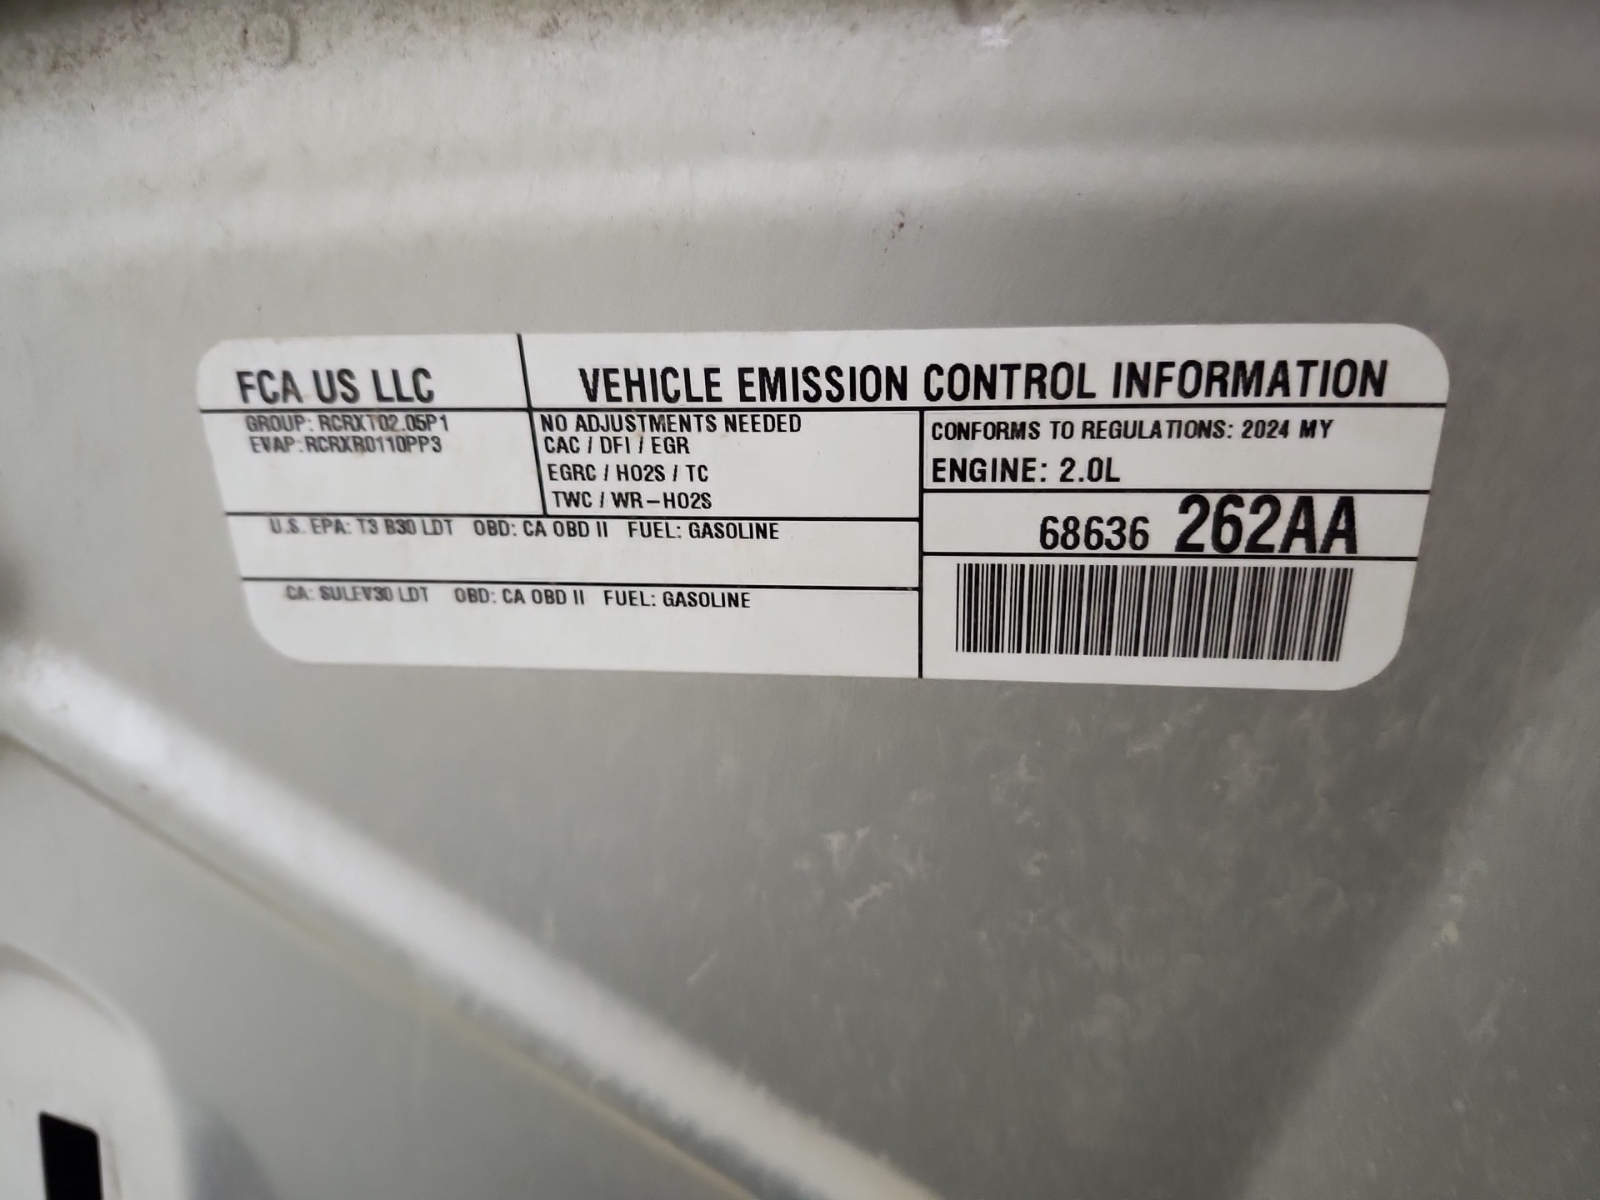 FCA US LLC
VEHICLE EMISSION CONTROL INFORMATION
GROUP: RCRXT02.05P1
EVAP: RCRXR0110PP3
NO ADJUSTMENTS NEEDED
CAC / DFI / EGR
EGRC / HO2S / TC
TWC / WR-HO2S
CONFORMS TO REGULATIONS: 2024 MY
ENGINE: 2.0L
68636 262AA
U.S. EPA: T3 B30 LDT OBD: CA OBD II FUEL: GASOLINE
CA: SULEV30 LDT OBD: CA OBD II FUEL: GASOLINE